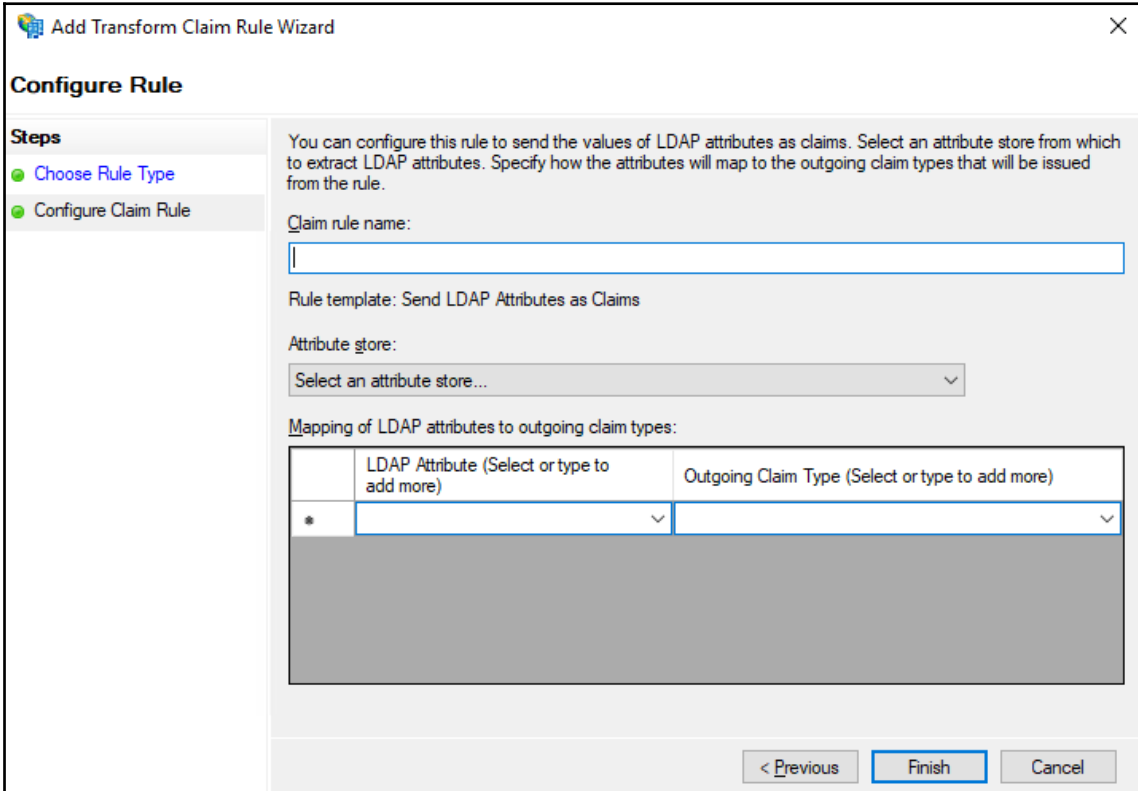 Add Transform Claim Rule Wizard
Configure Rule
Steps
Choose Rule Type
Configure Claim Rule
You can configure this rule to send the values of LDAP attributes as claims. Select an attribute store from which
to extract LDAP attributes. Specify how the attributes will map to the outgoing claim types that will be issued
from the rule.
Claim rule name:
Rule template: Send LDAP Attributes as Claims
Attribute store:
Select an attribute store...
Mapping of LDAP attributes to outgoing claim types:
LDAP Attribute (Select or type to
add more)
Outgoing Claim Type (Select or type to add more)
*
< Previous
Finish
Cancel